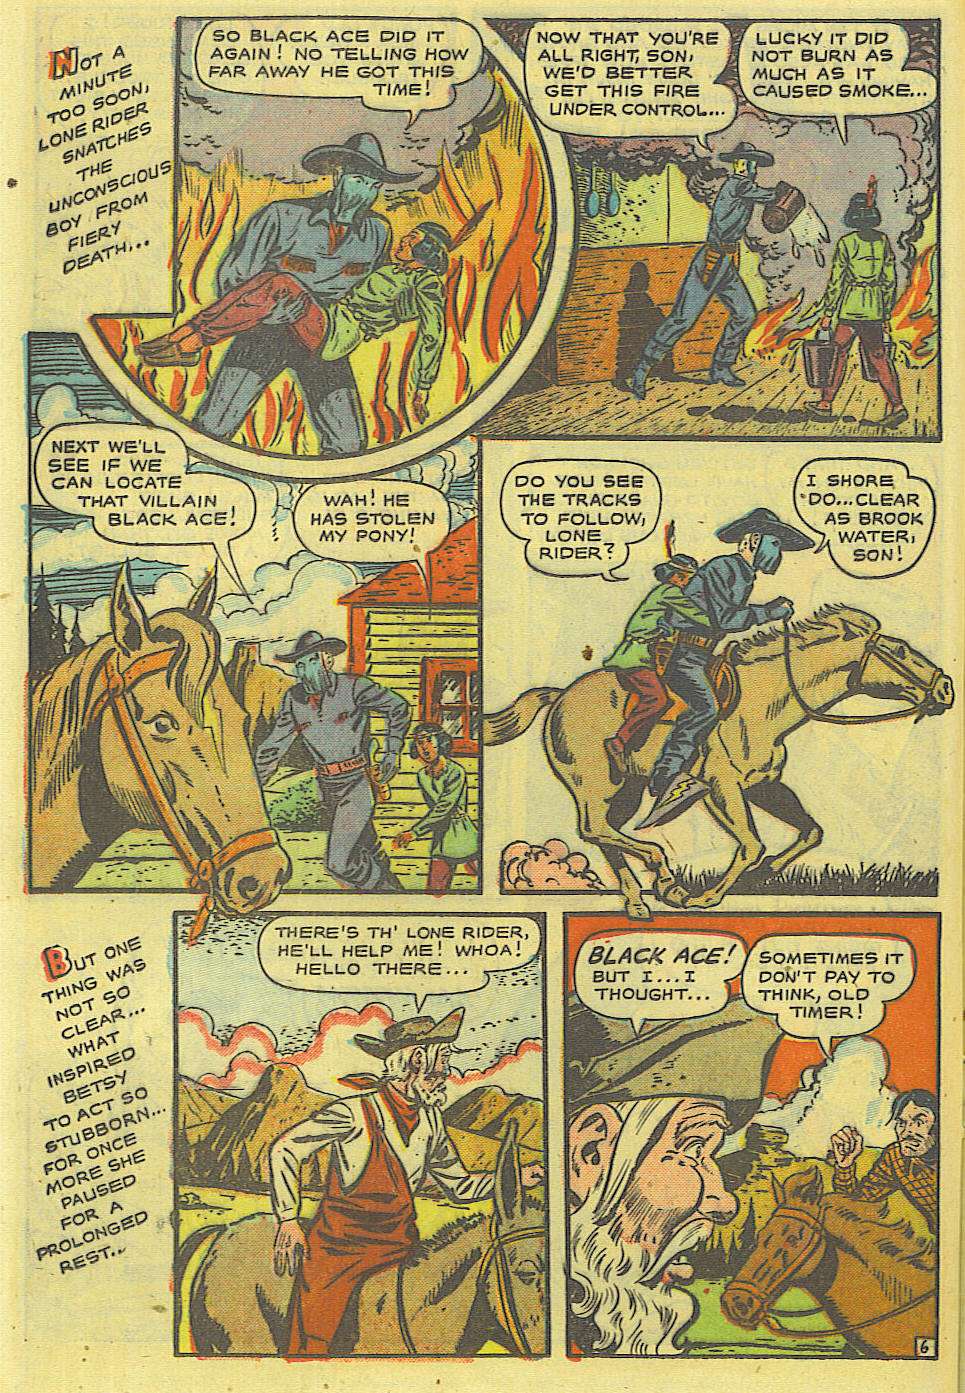 NOT A
MINUTE
TOO SOON,
LONE RIDER
SNATCHES
THE
UNCONSCIOUS
BOY FROM
FIERY
DEATH...
SO BLACK ACE DID IT
AGAIN! NO TELLING HOW
FAR AWAY HE GOT THIS
TIME!
NOW THAT YOU'RE
ALL RIGHT, SON,
WE'D BETTER
GET THIS FIRE
UNDER CONTROL...
LUCKY IT DID
NOT BURN AS
MUCH AS IT
CAUSED SMOKE...
NEXT WE'LL
SEE IF WE
CAN LOCATE
THAT VILLAIN
BLACK ACE!
WAH! HE
HAS STOLEN
MY PONY!
DO YOU SEE
THE TRACKS
TO FOLLOW,
LONE
RIDER?
I SHORE
DO...CLEAR
AS BROOK
WATER,
SON!
BUT ONE
THING WAS
NOT SO
CLEAR...
WHAT
INSPIRED
BETSY
TO ACT SO
STUBBORN...
FOR ONCE
MORE SHE
PAUSED
FOR A
PROLONGED
REST...
THERE'S TH' LONE RIDER,
HE'LL HELP ME! WHOA!
HELLO THERE...
BLACK ACE!
BUT I...I
THOUGHT...
SOMETIMES IT
DON'T PAY TO
THINK, OLD
TIMER!
6